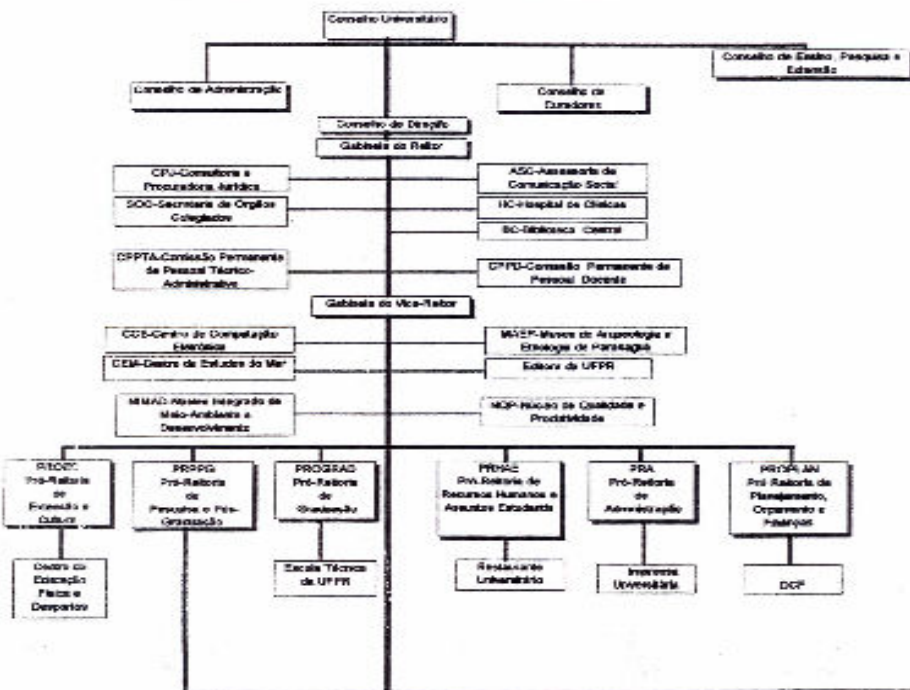 Conselho Universitário
Conselho de Administração
Conselho de
Curadores
Conselho de Ensino, Pesquisa e
Extensão
Conselho de Direção
Gabinete do Reitor
CPJ-Consultoria e
Procuradoria Jurídica
ASC-Assessoria de
Comunicação Social
SOC-Secretaria de Órgãos
Colegiados
HC-Hospital de Clínicas
BC-Biblioteca Central
CPPTA-Comissão Permanente
de Pessoal Técnico-
Administrativo
CPPD-Comissão Permanente de
Pessoal Docente
Gabinete do Vice-Reitor
CCE-Centro de Computação
Eletrônica
MAEP-Museu de Arqueologia e
Etnologia de Paranaguá
CEM-Centro de Estudos do Mar
Editora da UFPR
Museu Integrado de
Meio-Ambiente e
Desenvolvimento
NQP-Núcleo de Qualidade e
Produtividade
PROEC
Pró-Reitoria
de
Extensão e
Cultura
PRPPG
Pró-Reitoria
de
Pesquisa e Pós-
Graduação
PROGRAD
Pró-Reitoria
de
Graduação
PRHAE
Pró-Reitoria de
Recursos Humanos e
Assuntos Estudantis
PRA
Pró-Reitoria
de
Administração
PROPLAN
Pró-Reitoria de
Planejamento,
Orçamento e
Finanças
Centro de
Educação
Física e
Desportos
Escola Técnica
da UFPR
Restaurante
Universitário
Imprensa
Universitária
DCF